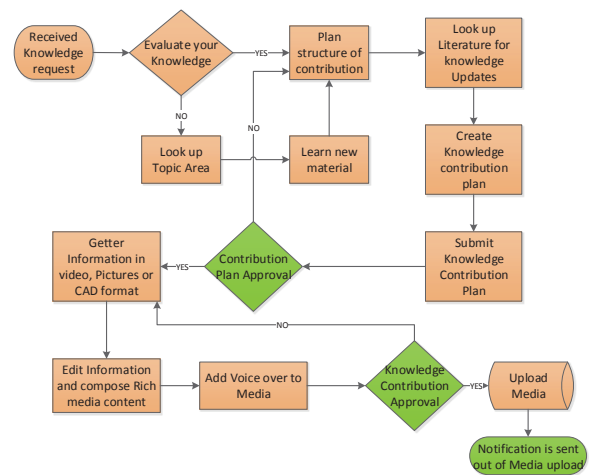 Received
Knowledge
request
Evaluate your
Knowledge
YES
Plan
structure of
contribution
Look up
Literature for
knowledge
Updates
NO
Look up
Topic Area
Learn new
material
NO
Create
Knowledge
contribution
plan
Getter
Information in
video, Pictures or
CAD format
YES
Contribution
Plan Approval
Submit
Knowledge
Contribution
Plan
NO
Edit Information
and compose Rich
media content
Add Voice over to
Media
Knowledge
Contribution
Approval
YES
Upload
Media
Notification is sent
out of Media upload